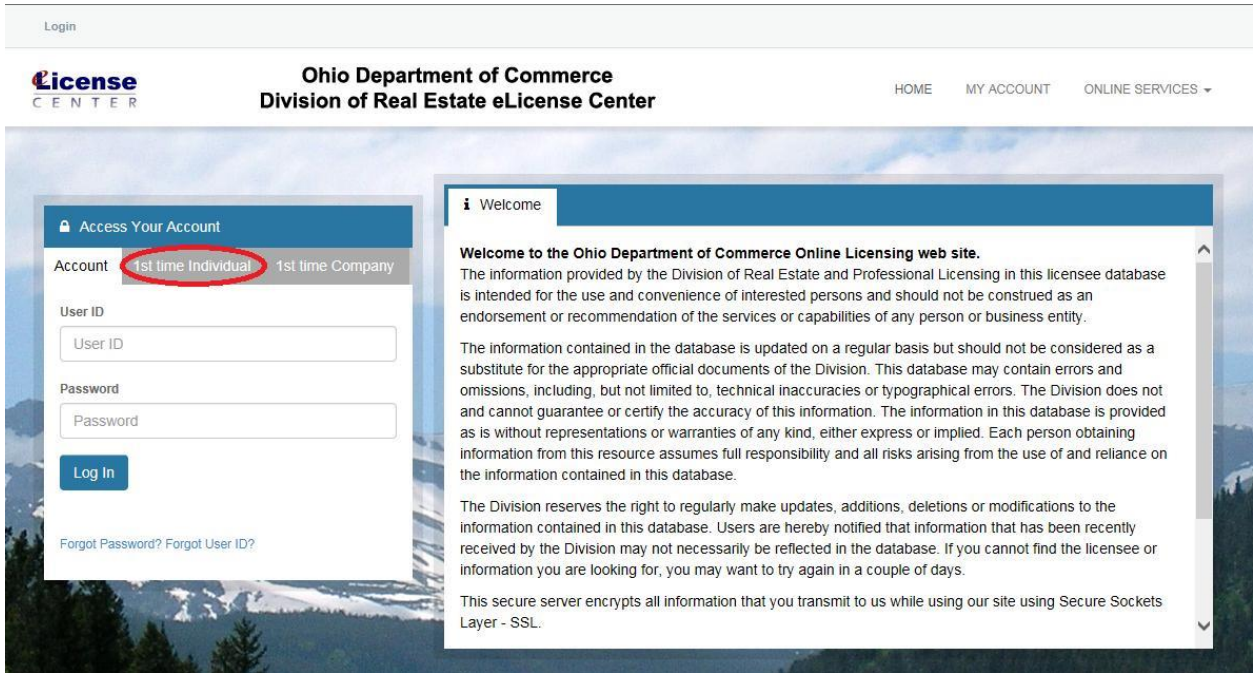 Login
eLicense
CENTER
Ohio Department of Commerce
Division of Real Estate eLicense Center
HOME MY ACCOUNT ONLINE SERVICES
Access Your Account
Account 1st time Individual 1st time Company
User ID
User ID
Password
Password
Log In
Forgot Password? Forgot User ID?
i Welcome
Welcome to the Ohio Department of Commerce Online Licensing web site.
The information provided by the Division of Real Estate and Professional Licensing in this licensee database
is intended for the use and convenience of interested persons and should not be construed as an
endorsement or recommendation of the services or capabilities of any person or business entity.
The information contained in the database is updated on a regular basis but should not be considered as a
substitute for the appropriate official documents of the Division. This database may contain errors and
omissions, including, but not limited to, technical inaccuracies or typographical errors. The Division does not
and cannot guarantee or certify the accuracy of this information. The information in this database is provided
as is without representations or warranties of any kind, either express or implied. Each person obtaining
information from this resource assumes full responsibility and all risks arising from the use of and reliance on
the information contained in this database.
The Division reserves the right to regularly make updates, additions, deletions or modifications to the
information contained in this database. Users are hereby notified that information that has been recently
received by the Division may not necessarily be reflected in the database. If you cannot find the licensee or
information you are looking for, you may want to try again in a couple of days.
This secure server encrypts all information that you transmit to us while using our site using Secure Sockets
Layer - SSL.